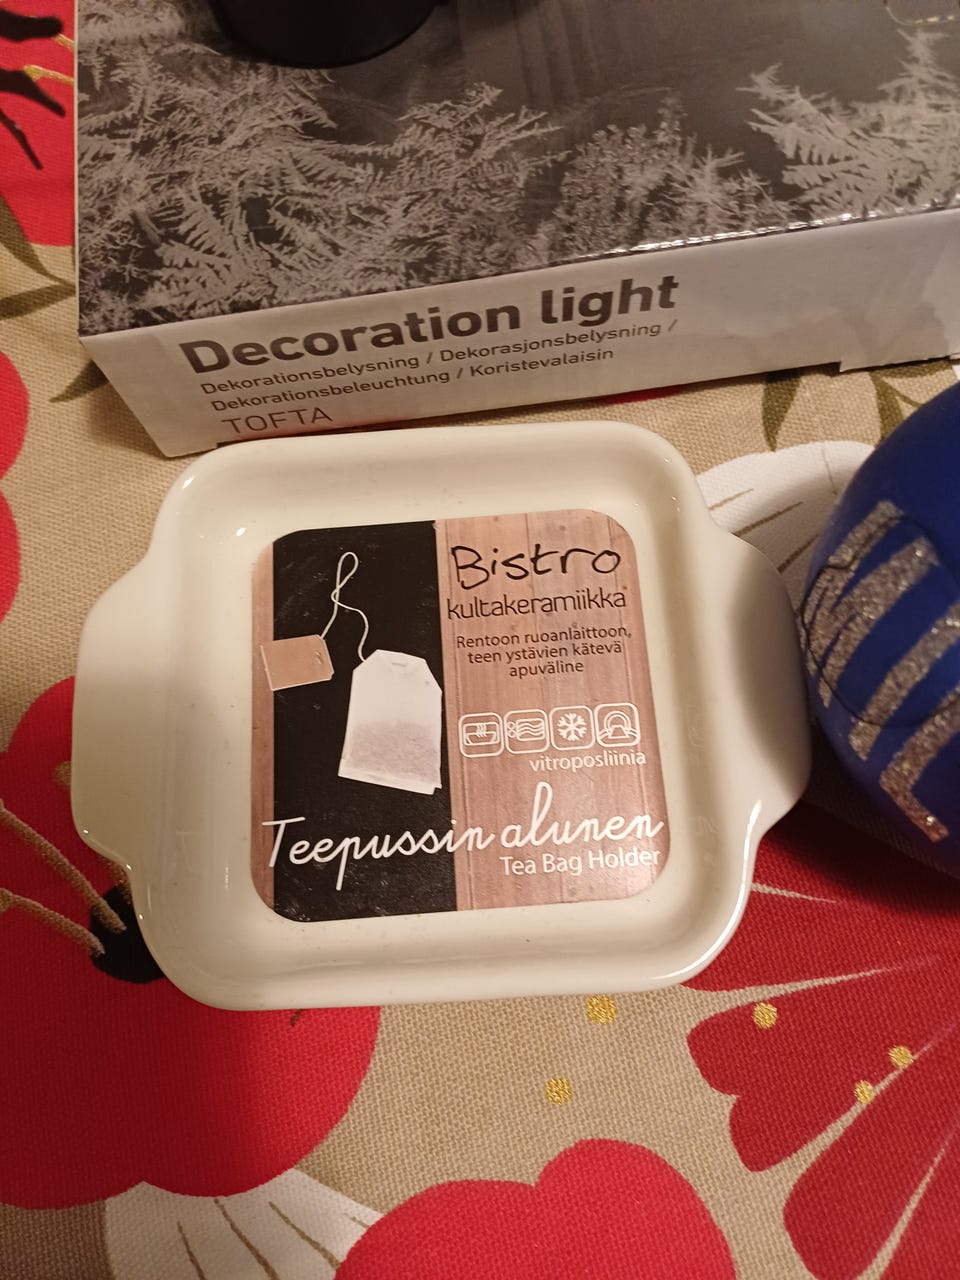 Decoration light
Dekorationsbelysning / Dekorasjonsbelysning /
Dekorationsbeleuchtung / Koristevalaisin
TOFTA
Bistro
kultakeramiikka
Rentoon ruoanlaittoon,
teen ystävien kätevä
apuväline
vitroposliinia
Teepussin alunen
Tea Bag Holder